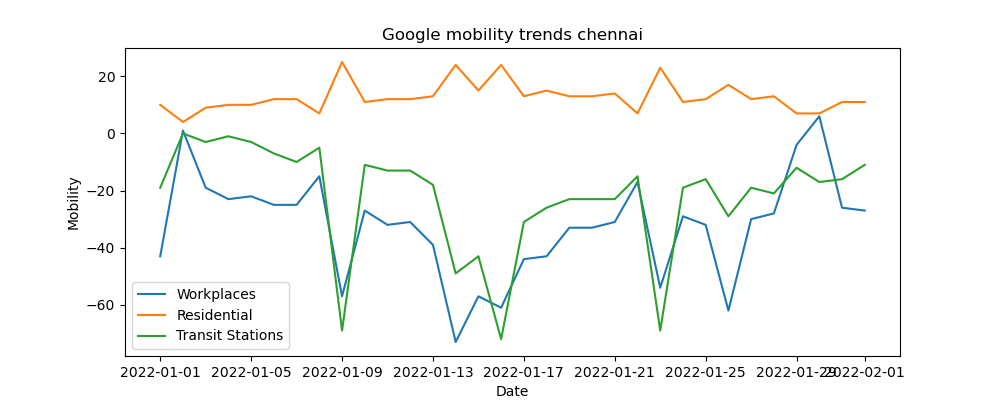 Google mobility trends chennai
20
0
−20
−40
−60
Mobility
Workplaces
Residential
Transit Stations
2022-01-01 2022-01-05 2022-01-09 2022-01-13 2022-01-17 2022-01-21 2022-01-25 2022-01-29 2022-02-01
Date